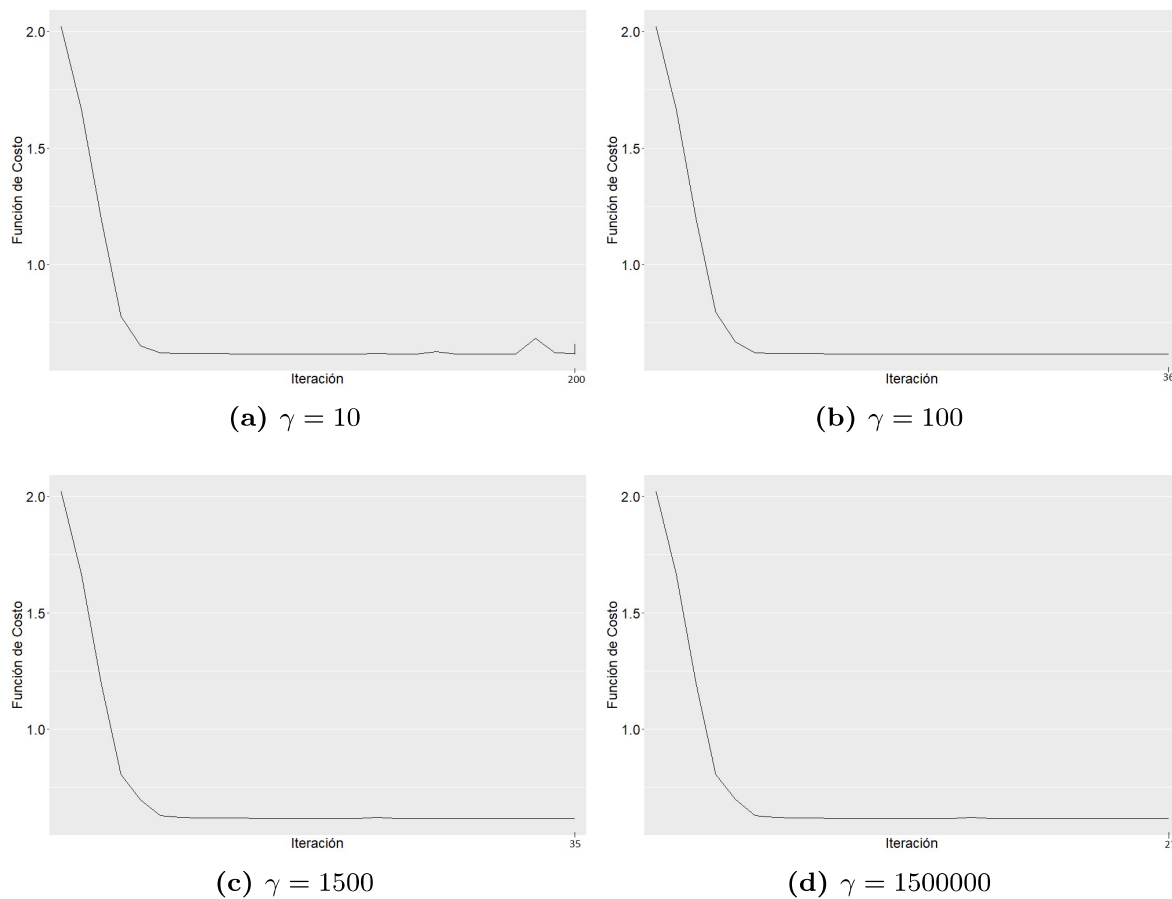 2.0
1.5
1.0
Función de Costo
Iteración
200
(a) γ = 10
2.0
1.5
1.0
Función de Costo
Iteración
36
(b) γ = 100
2.0
1.5
1.0
Función de Costo
Iteración
35
(c) γ = 1500
2.0
1.5
1.0
Función de Costo
Iteración
(d) γ = 1500000